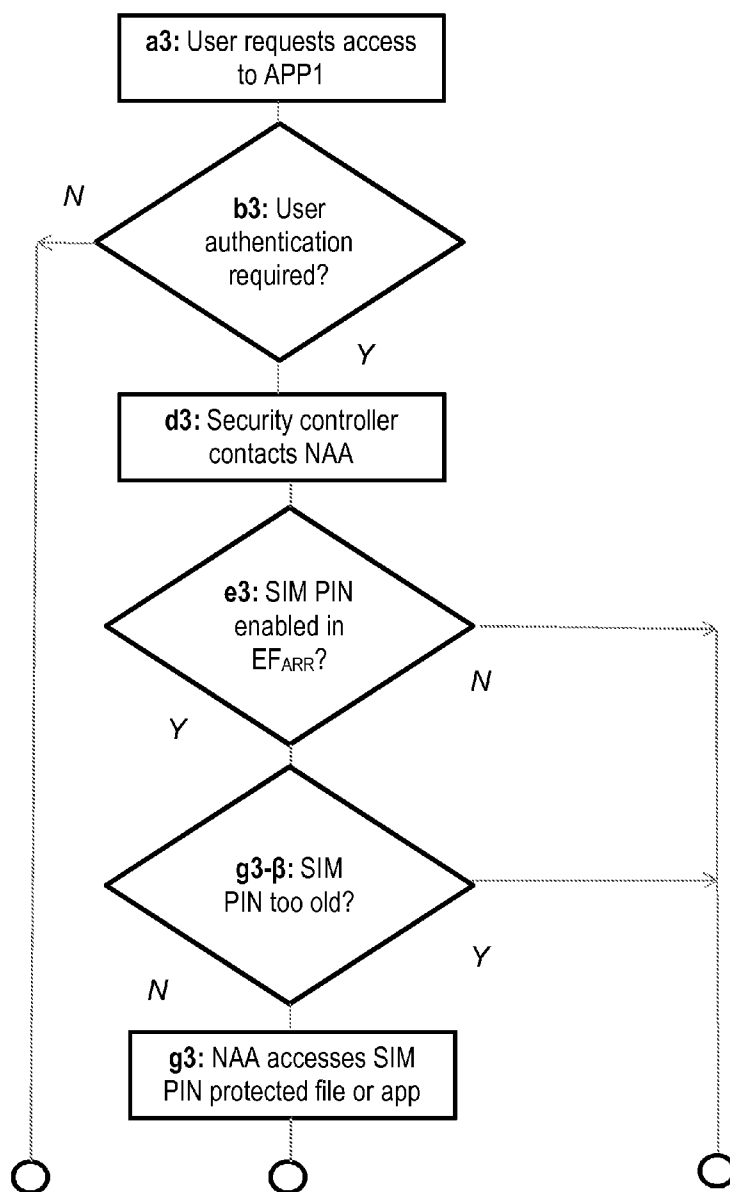 a3: User requests access
to APP1
N
b3: User
authentication
required?
Y
d3: Security controller
contacts NAA
e3: SIM PIN
enabled in
EFARR?
N
Y
g3-β: SIM
PIN too old?
Y
N
g3: NAA accesses SIM
PIN protected file or app